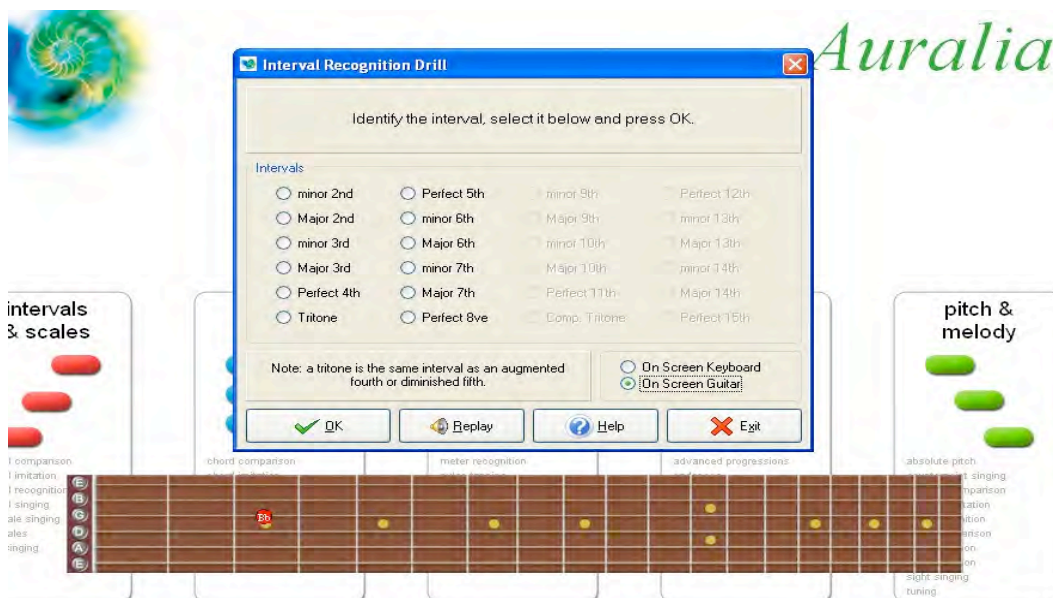 Auralia
Interval Recognition Drill
Identify the interval, select it below and press OK.
Intervals
minor 2nd
Major 2nd
minor 3rd
Major 3rd
Perfect 4th
Tritone
Perfect 5th
minor 6th
Major 6th
minor 7th
Major 7th
Perfect 8ve
minor 9th
Major 9th
minor 10th
Major 10th
Perfect 11th
Comp. Tritone
Perfect 12th
minor 13th
Major 13th
minor 14th
Major 14th
Perfect 15th
Note: a tritone is the same interval as an augmented
fourth or diminished fifth.
On Screen Keyboard
On Screen Guitar
OK
Replay
Help
Exit
intervals
& scales
pitch &
melody
l comparison
l imitation
l recognition
l singing
ale singing
ales
singing
chord comparison
meter recognition
advanced progressions
absolute pitch
singing
sight singing
tuning
E
B
G
D
A
E
Bb